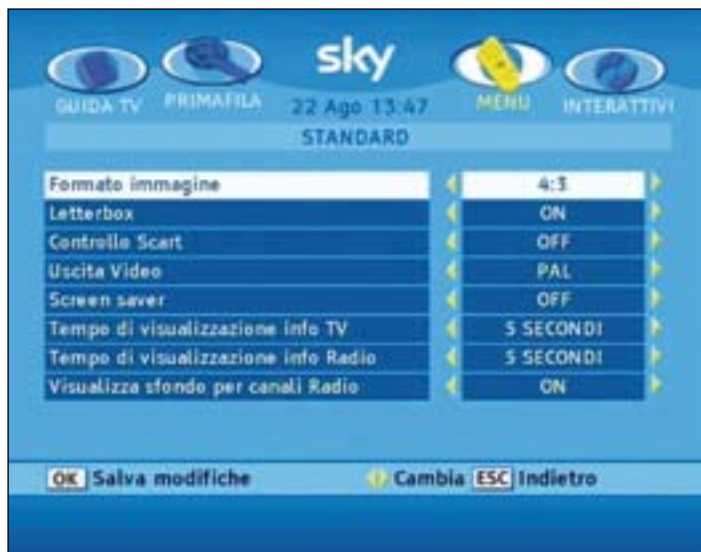 sky
GUIDA TV PRIMAFILA 22 Ago 13:47 MENU INTERATTIVI
STANDARD
Formato immagine 4:3
Letterbox ON
Controllo Scart OFF
Uscita Video PAL
Screen saver OFF
Tempo di visualizzazione info TV 5 SECONDI
Tempo di visualizzazione info Radio 5 SECONDI
Visualizza sfondo per canali Radio ON
OK Salva modifiche Cambia ESC Indietro